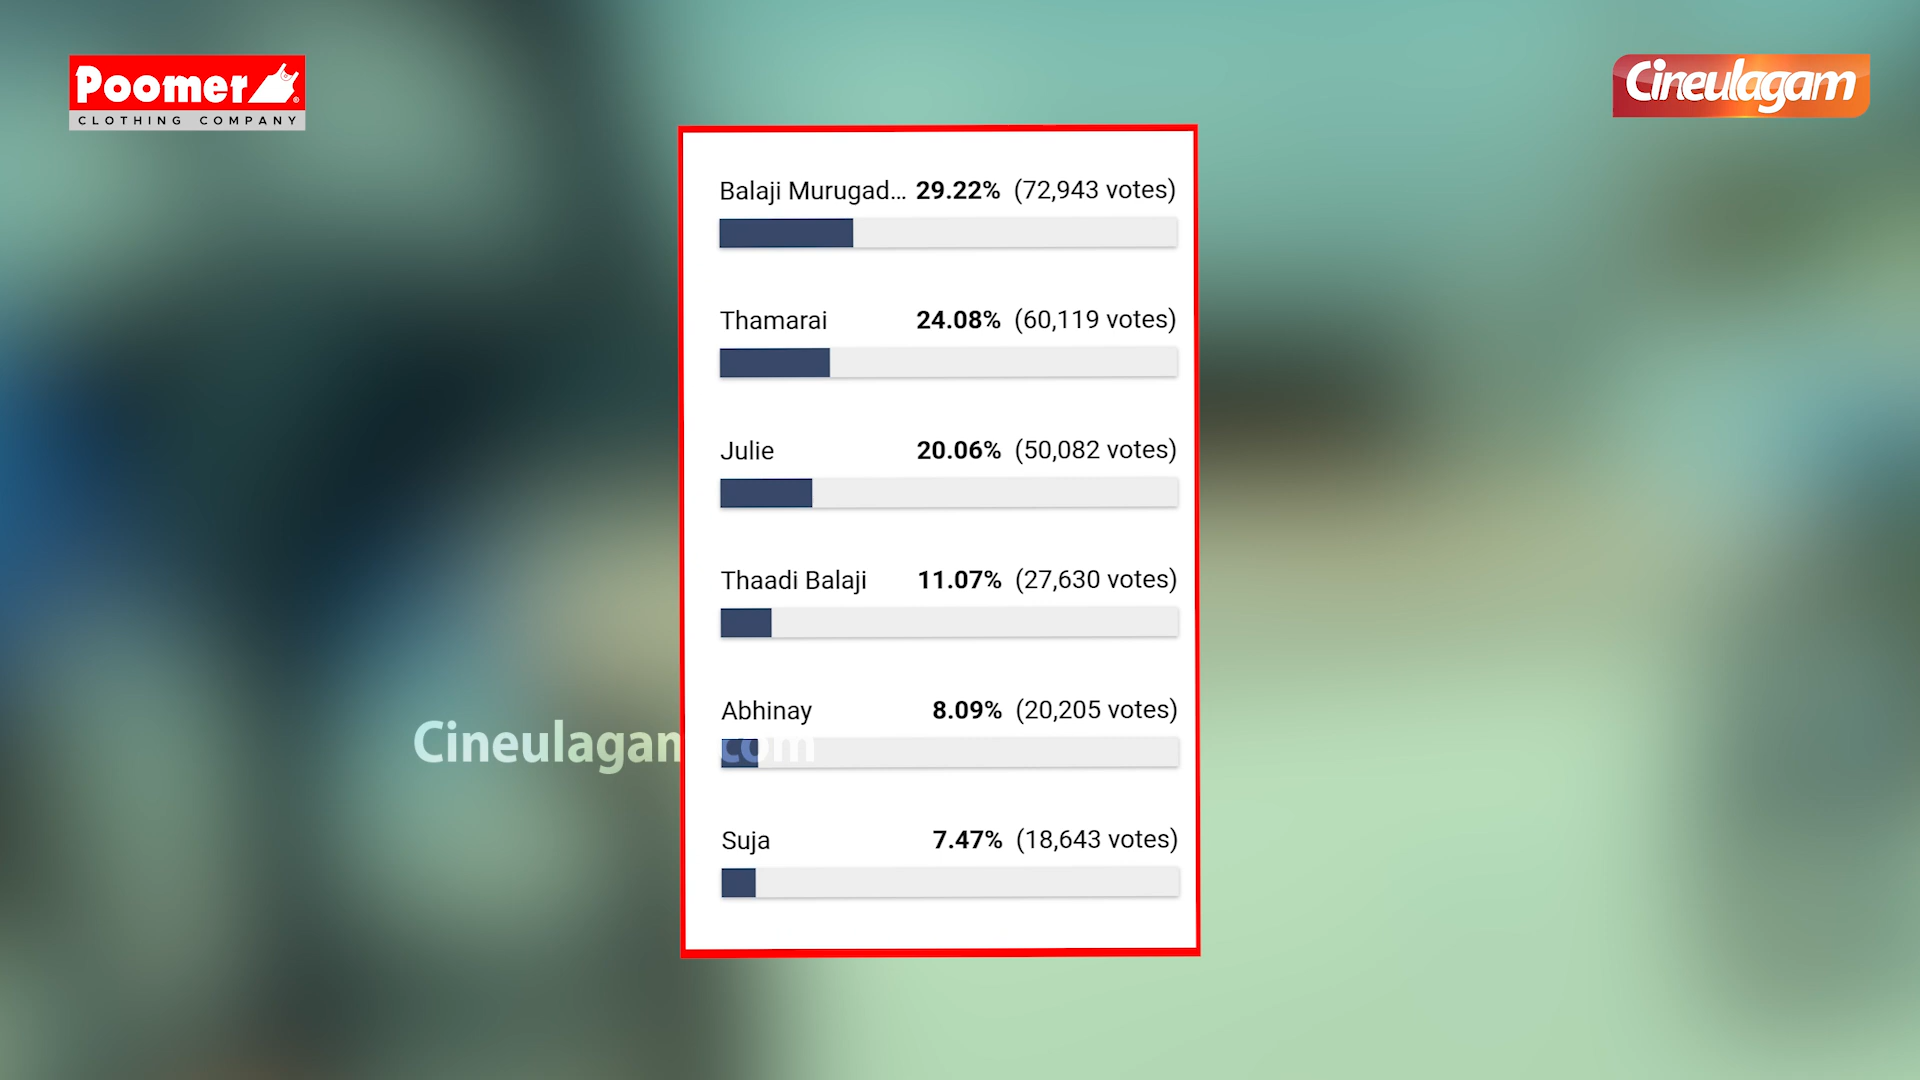 Poomer
CLOTHING COMPANY
Cineulagam
Balaji Murugad... 29.22% (72,943 votes)
Thamarai 24.08% (60,119 votes)
Julie 20.06% (50,082 votes)
Thaadi Balaji 11.07% (27,630 votes)
Abhinay 8.09% (20,205 votes)
Cineulagam.com
Suja 7.47% (18,643 votes)